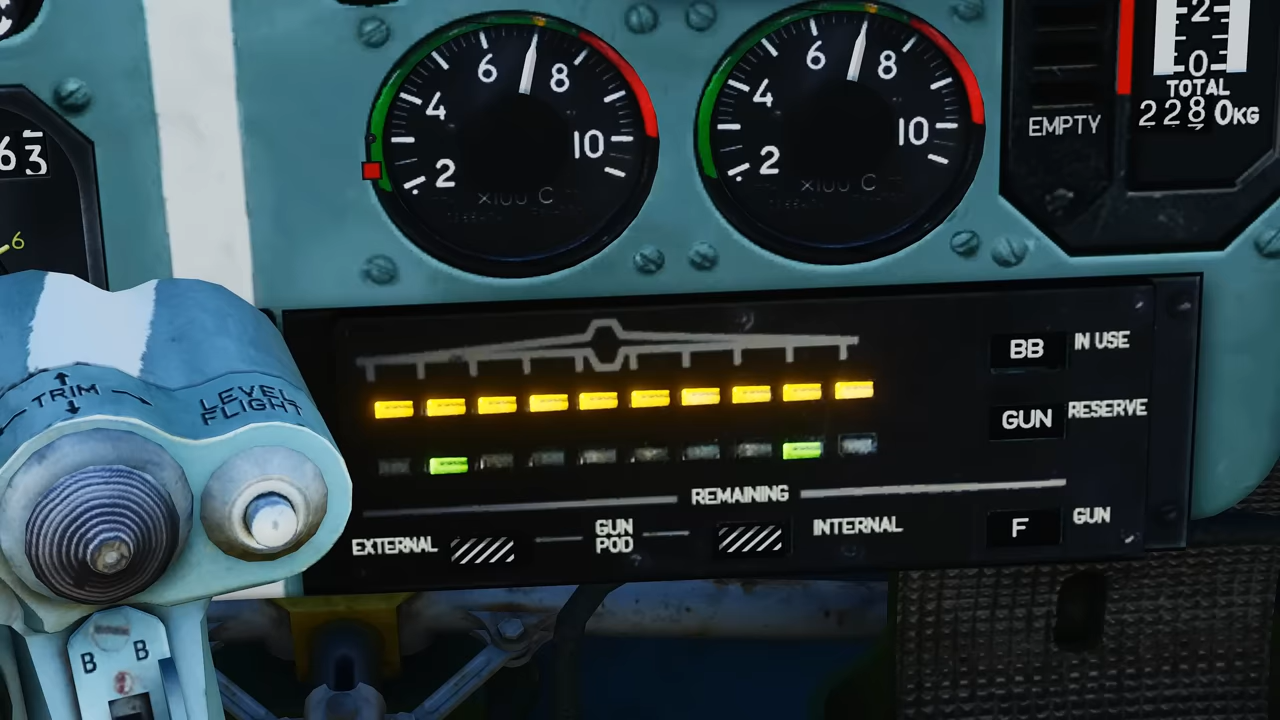 2
0
TOTAL
2280KG
EMPTY
63
6
2 4 6 8 10
×100 C
2 4 6 8 10
×100 C
TRIM
LEVEL
FLIGHT
BB IN USE
GUN RESERVE
REMAINING
EXTERNAL
GUN
POD
INTERNAL
F GUN
B B